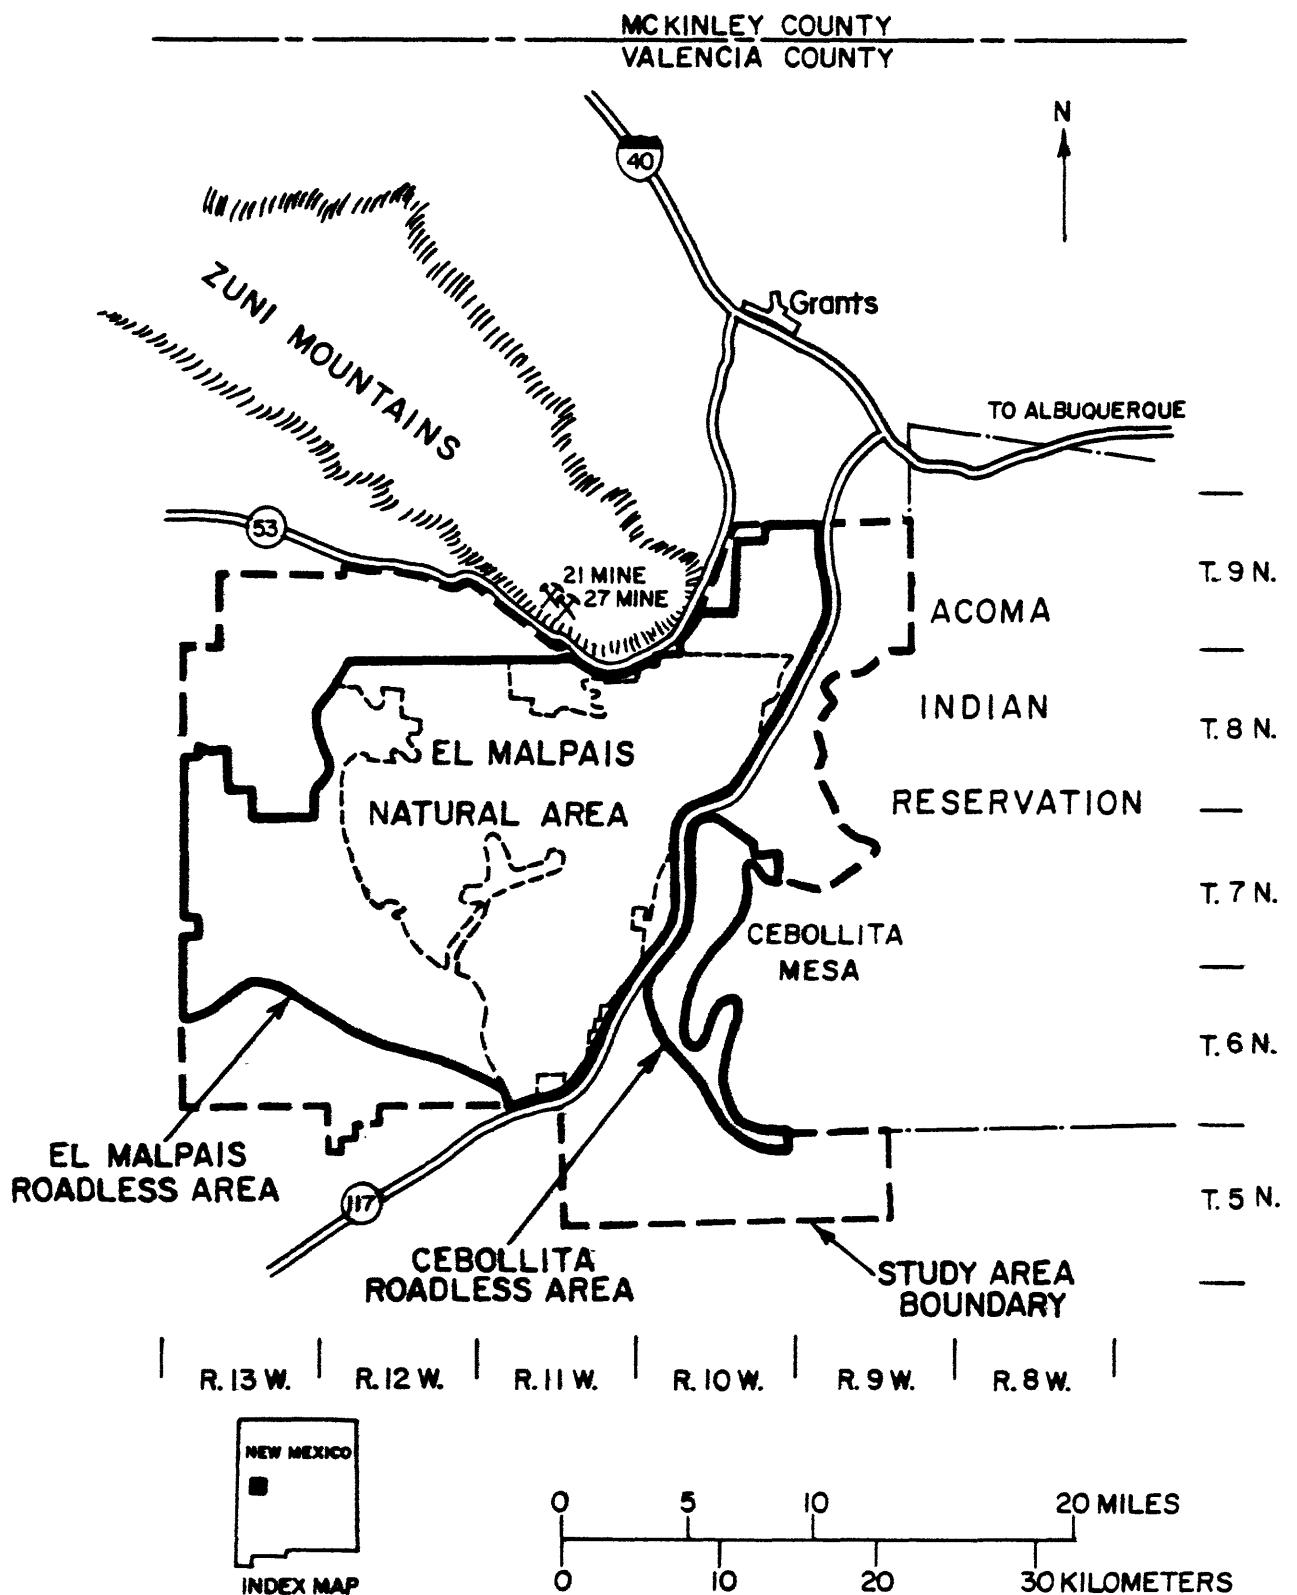 MCKINLEY COUNTY
VALENCIA COUNTY
N
40
ZUNI MOUNTAINS
Grants
TO ALBUQUERQUE
53
21 MINE
27 MINE
T. 9 N.
ACOMA
INDIAN
RESERVATION
T. 8 N.
EL MALPAIS
NATURAL AREA
T. 7 N.
CEBOLLITA
MESA
T. 6 N.
EL MALPAIS
ROADLESS AREA
117
T. 5 N.
CEBOLLITA
ROADLESS AREA
STUDY AREA
BOUNDARY
R. 13 W. R. 12 W. R. 11 W. R. 10 W. R. 9 W. R. 8 W.
NEW MEXICO
INDEX MAP
0 5 10 20 MILES
0 10 20 30 KILOMETERS